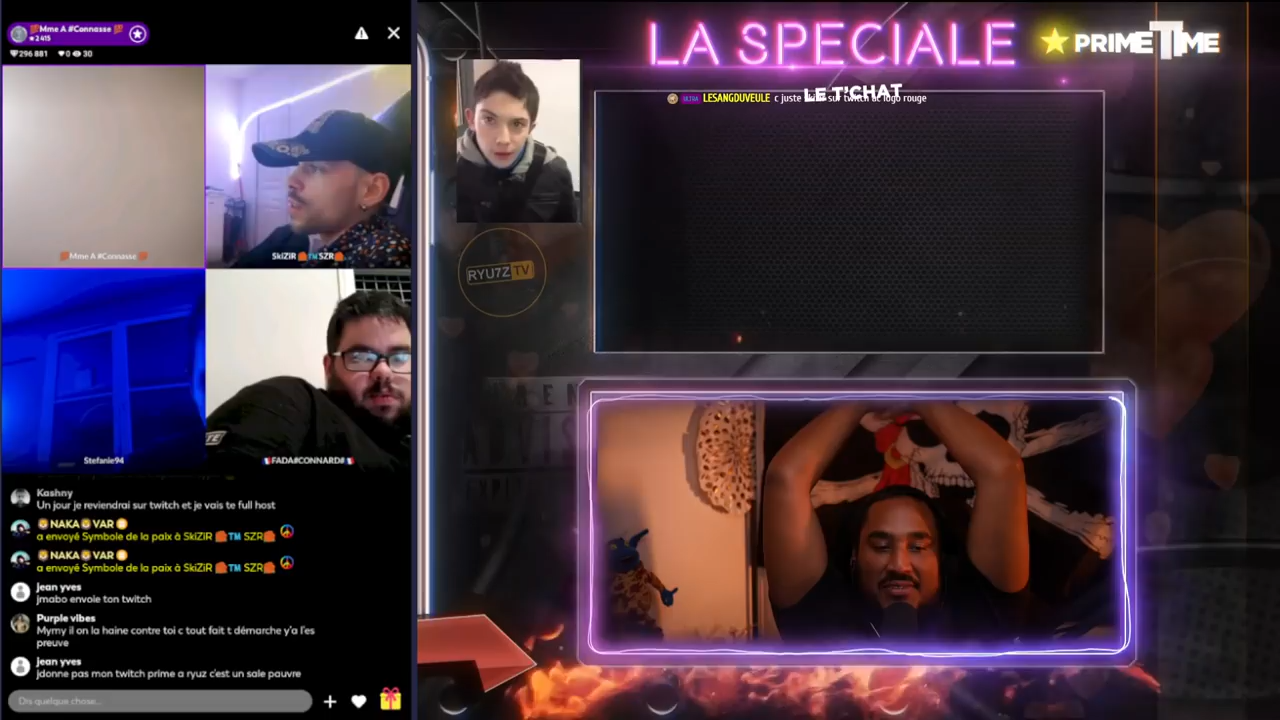 Mme A #Connasse
★ 2 415
296 881 0 30
Mme A #Connasse
SkiZiR TM SZR
Stefanie94
FADA#CONNARD#
Kashny
Un jour je reviendrai sur twitch et je vais te full host
NAKA VAR
a envoyé Symbole de la paix à SkiZiR TM SZR
NAKA VAR
a envoyé Symbole de la paix à SkiZiR TM SZR
jean yves
jmabo envoie ton twitch
Purple vibes
Mymy il on la haine contre toi c tout fait t démarche y'a l'es
preuve
jean yves
jdonne pas mon twitch prime a ryuz c'est un sale pauvre
Dis quelque chose...
LA SPECIALE
PRIME TIME
LE T'CHAT
ULTRA LESANGDUVEULE c juste skizir sur twitch ac logo rouge
RYU7Z TV